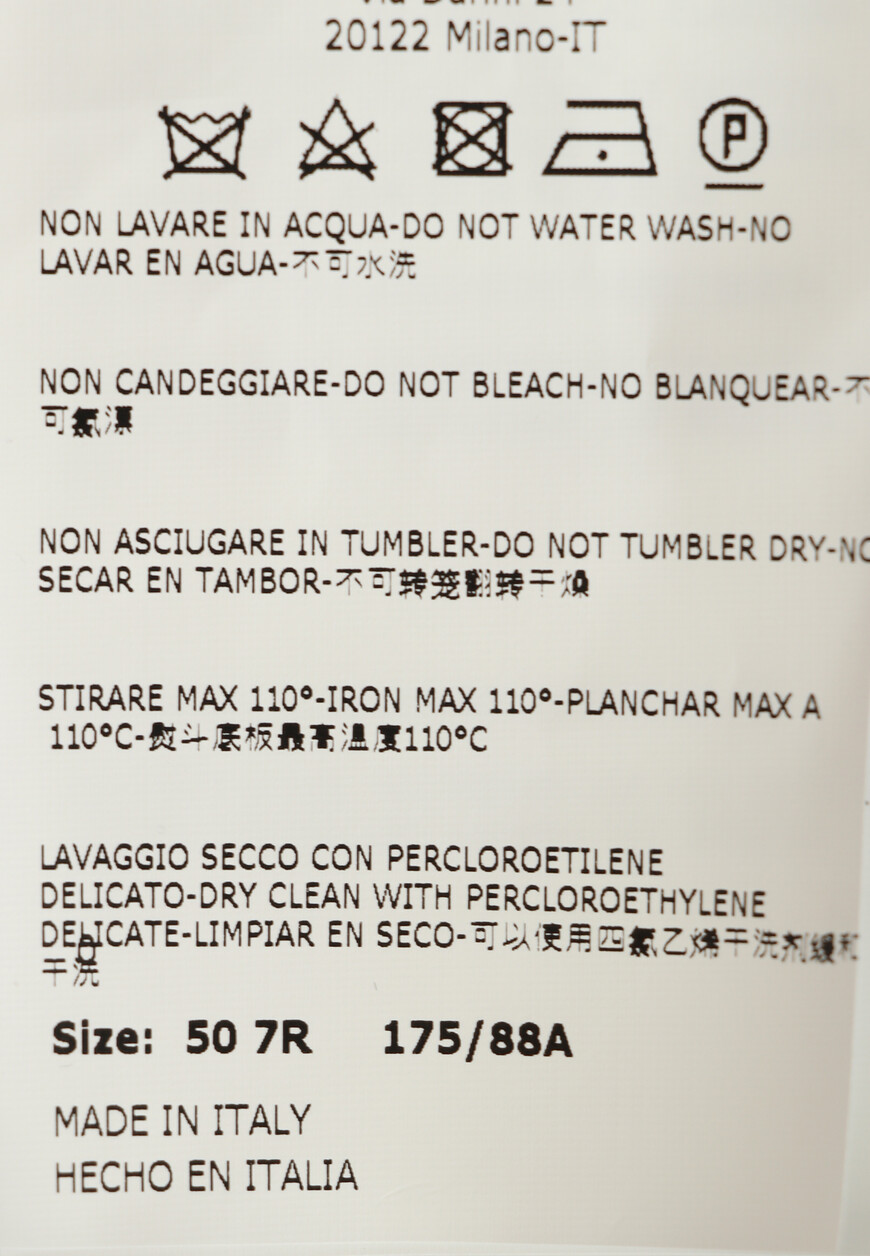 20122 Milano-IT
P
NON LAVARE IN ACQUA-DO NOT WATER WASH-NO
LAVAR EN AGUA-不可水洗
NON CANDEGGIARE-DO NOT BLEACH-NO BLANQUEAR-不
可氯漂
NON ASCIUGARE IN TUMBLER-DO NOT TUMBLER DRY-NO
SECAR EN TAMBOR-不可转笼翻转干燥
STIRARE MAX 110°-IRON MAX 110°-PLANCHAR MAX A
110°C-熨斗底板最高温度110°C
LAVAGGIO SECCO CON PERCLOROETILENE
DELICATO-DRY CLEAN WITH PERCLOROETHYLENE
DELICATE-LIMPIAR EN SECO-可以使用四氯乙烯干洗剂缓和
干洗
Size: 50 7R 175/88A
MADE IN ITALY
HECHO EN ITALIA